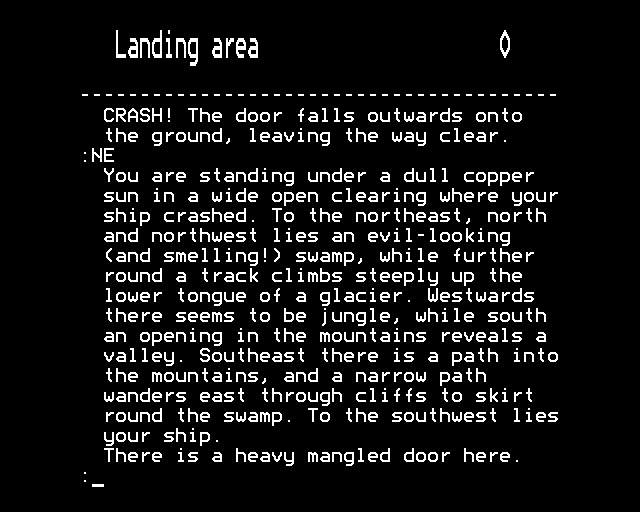 Landing area 0
----------------------------------------
CRASH! The door falls outwards onto
the ground, leaving the way clear.
:NE
You are standing under a dull copper
sun in a wide open clearing where your
ship crashed. To the northeast, north
and northwest lies an evil-looking
(and smelling!) swamp, while further
round a track climbs steeply up the
lower tongue of a glacier. Westwards
there seems to be jungle, while south
an opening in the mountains reveals a
valley. Southeast there is a path into
the mountains, and a narrow path
wanders east through cliffs to skirt
round the swamp. To the southwest lies
your ship.
There is a heavy mangled door here.
:_